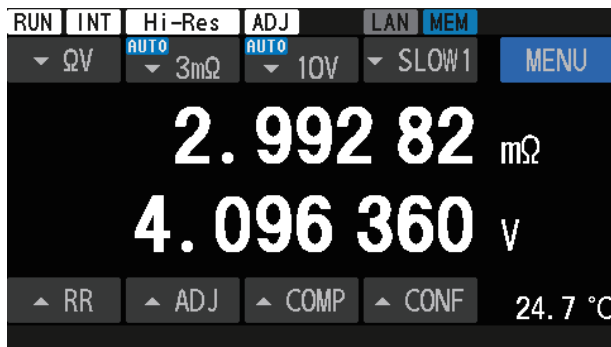 RUN INT Hi-Res ADJ LAN MEM
ΩV AUTO 3mΩ AUTO 10V SLOW1 MENU
2.992 82 mΩ
4.096 360 V
RR ADJ COMP CONF 24.7 °C